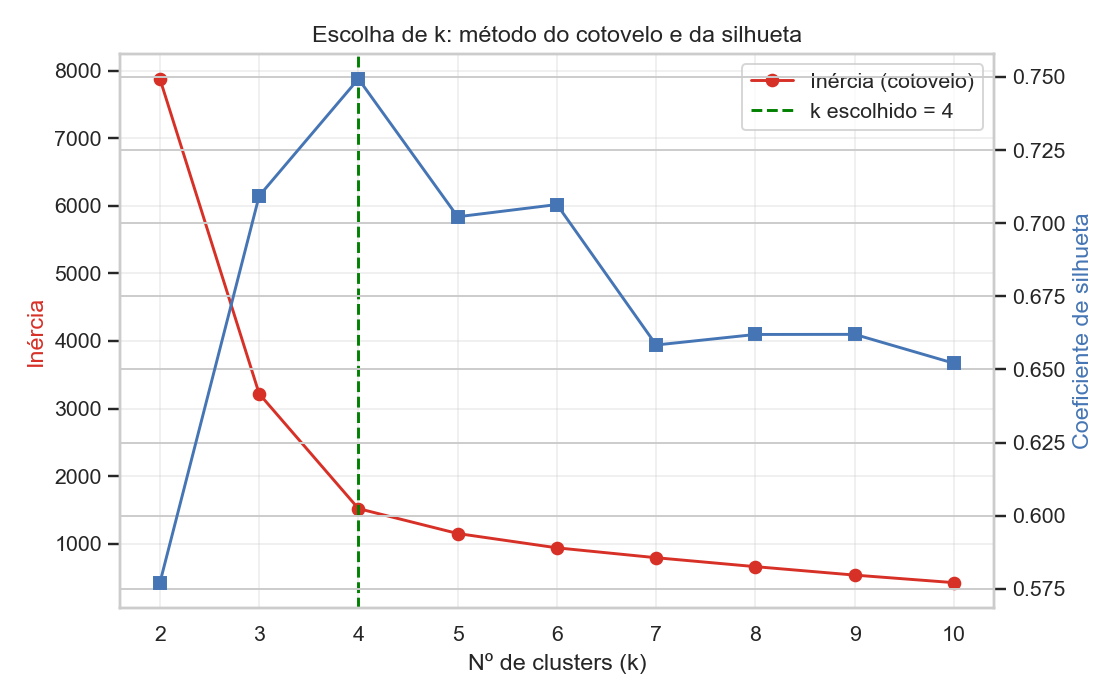 Escolha de k: método do cotovelo e da silhueta
Inércia (cotovelo)
k escolhido = 4
Inércia
8000
7000
6000
5000
4000
3000
2000
1000
0.750
0.725
0.700
0.675
0.650
0.625
0.600
0.575
Coeficiente de silhueta
2 3 4 5 6 7 8 9 10
Nº de clusters (k)